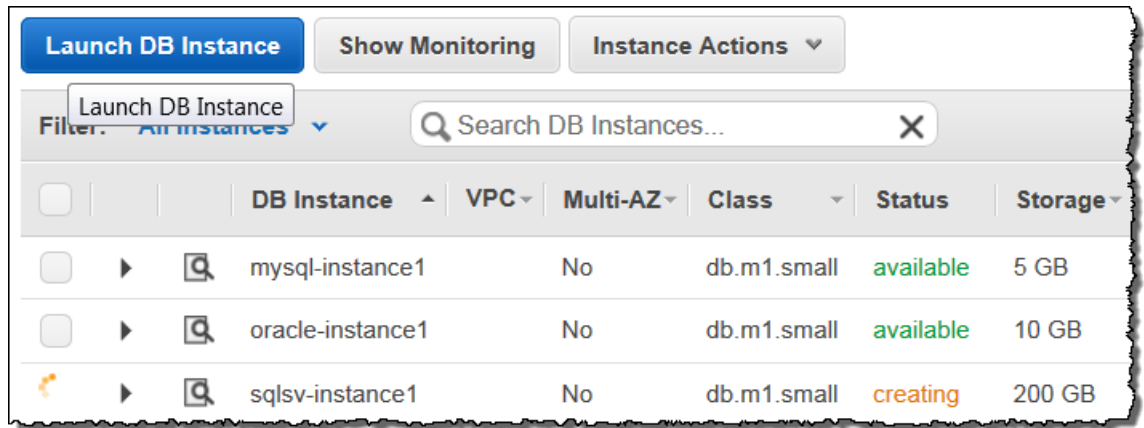 Launch DB Instance Show Monitoring Instance Actions
Launch DB Instance
Filter: All Instances Search DB Instances...
DB Instance VPC Multi-AZ Class Status Storage
mysql-instance1 No db.m1.small available 5 GB
oracle-instance1 No db.m1.small available 10 GB
sqlsv-instance1 No db.m1.small creating 200 GB